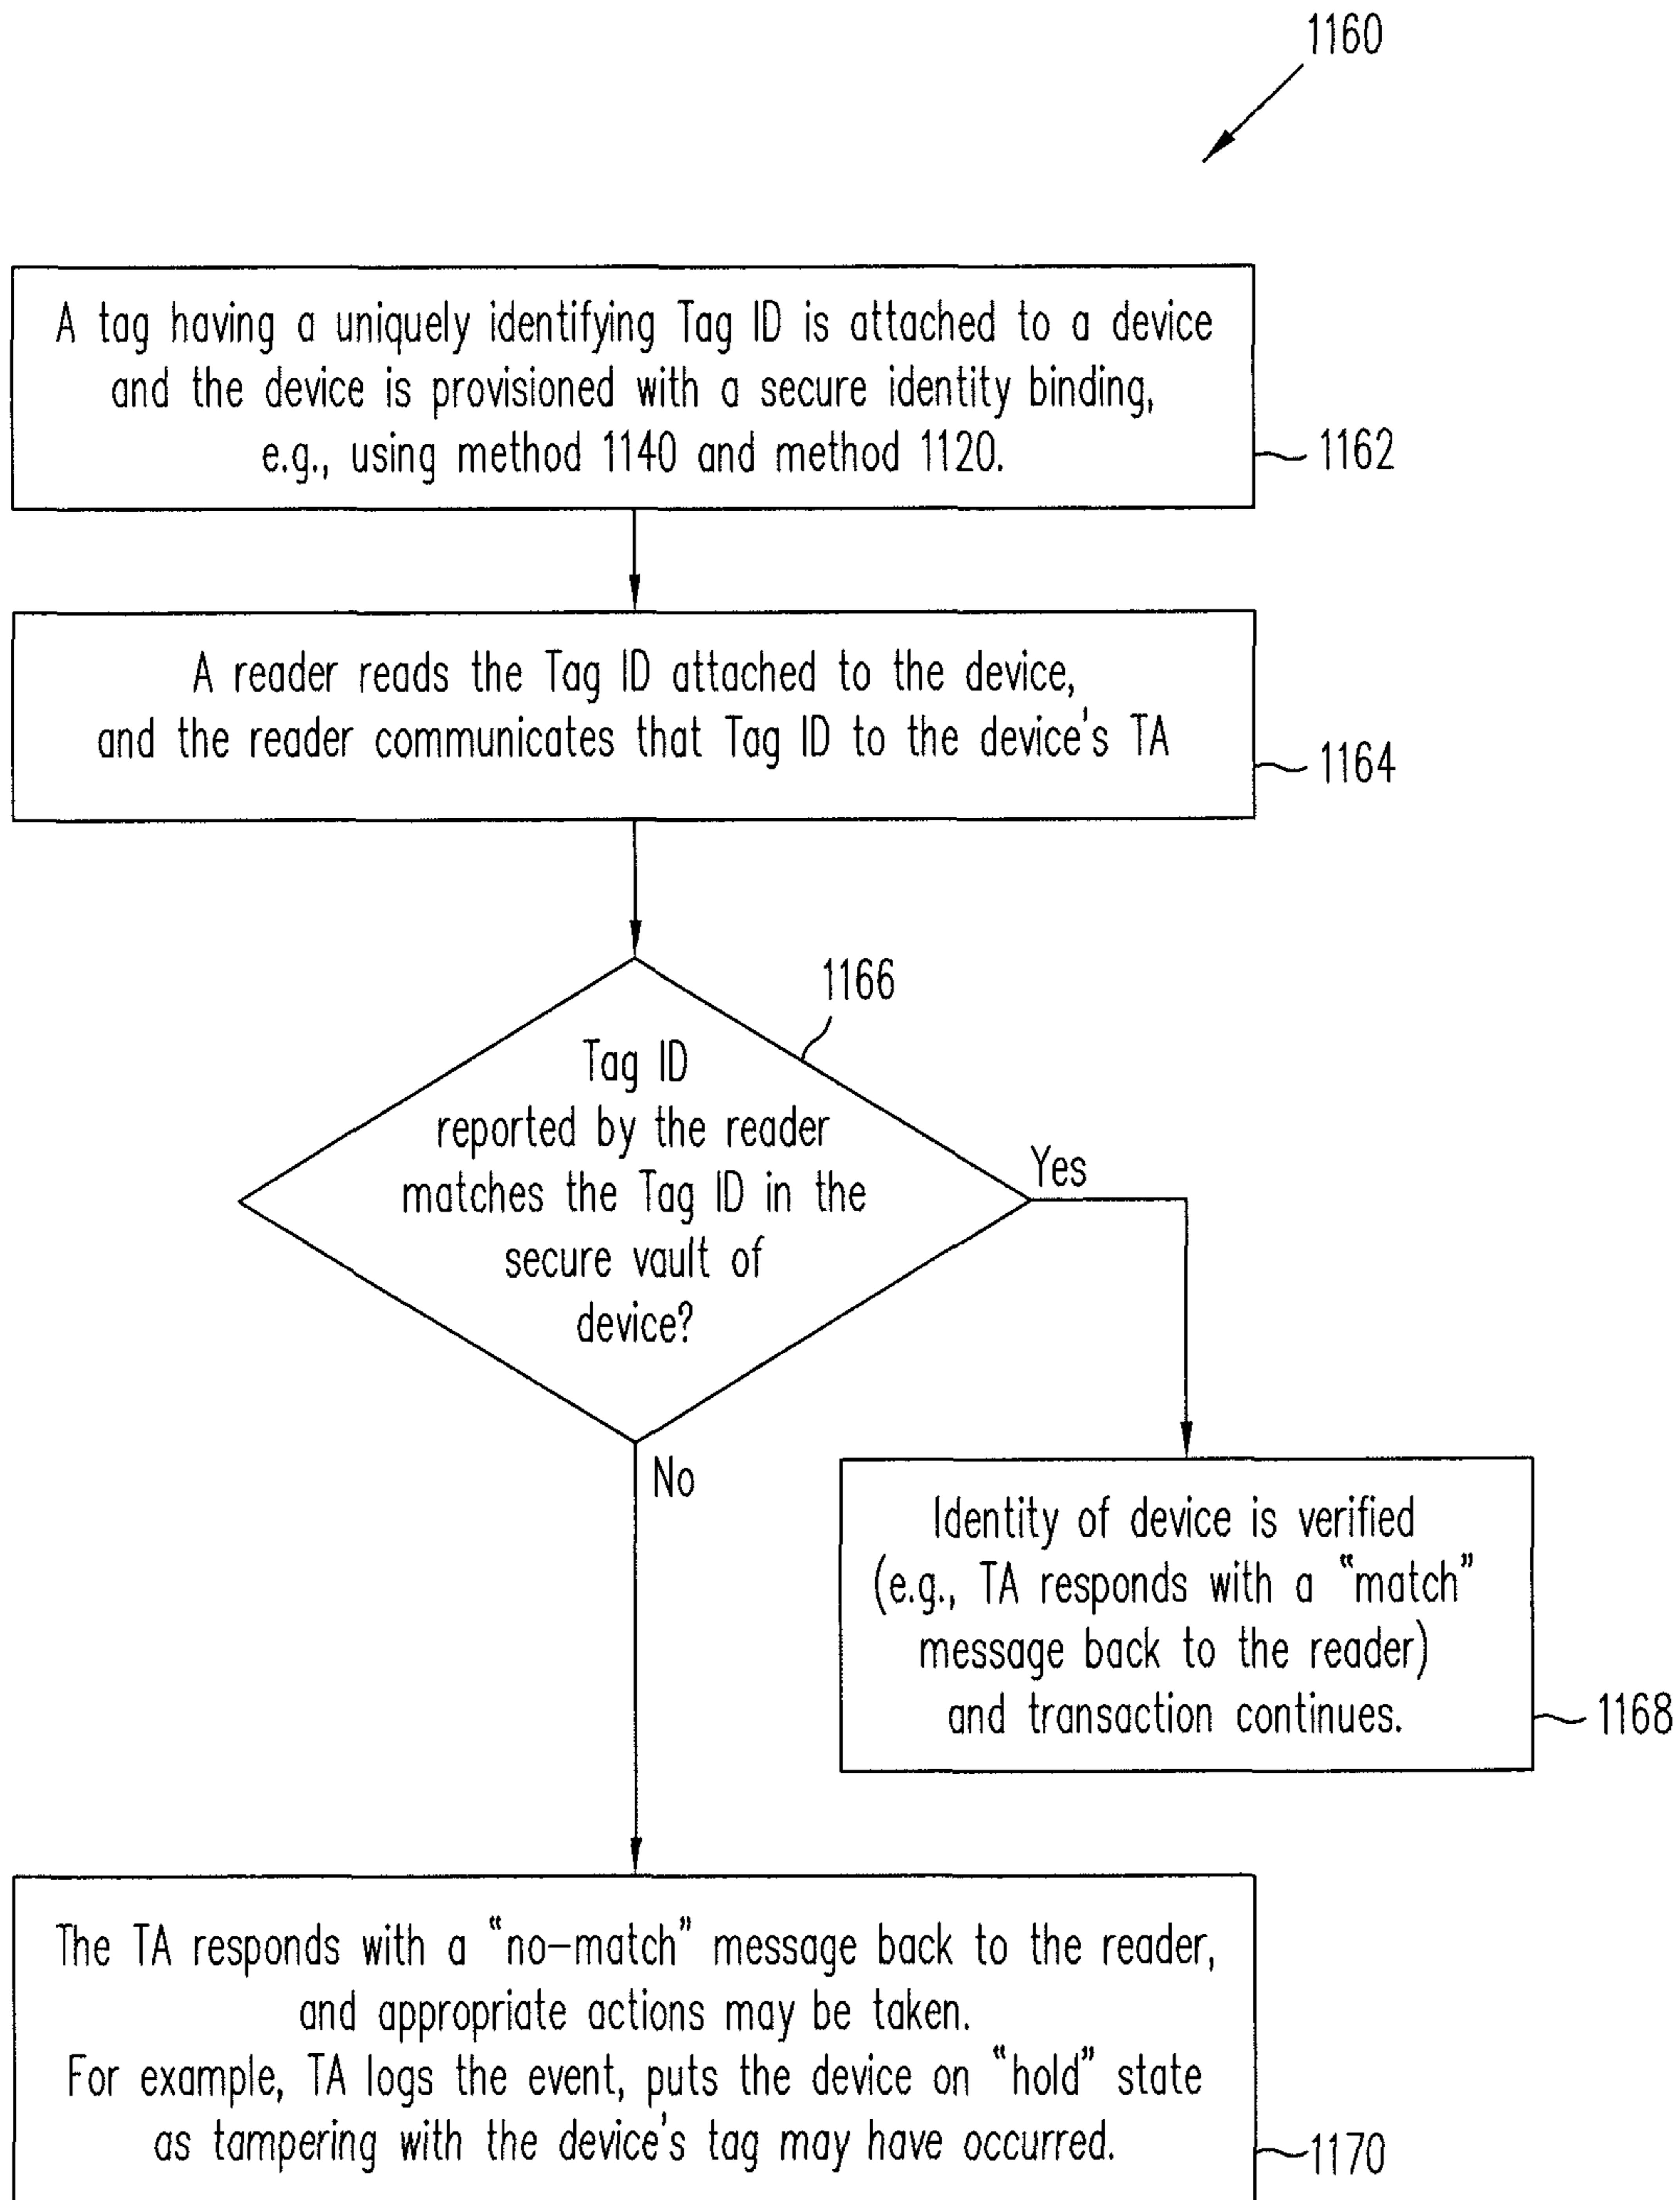 1160
A tag having a uniquely identifying Tag ID is attached to a device
and the device is provisioned with a secure identity binding,
e.g., using method 1140 and method 1120.
1162
A reader reads the Tag ID attached to the device,
and the reader communicates that Tag ID to the device's TA
1164
1166
Tag ID
reported by the reader
matches the Tag ID in the
secure vault of
device?
Yes
No
Identity of device is verified
(e.g., TA responds with a “match”
message back to the reader)
and transaction continues.
1168
The TA responds with a “no-match” message back to the reader,
and appropriate actions may be taken.
For example, TA logs the event, puts the device on “hold” state
as tampering with the device's tag may have occurred.
1170